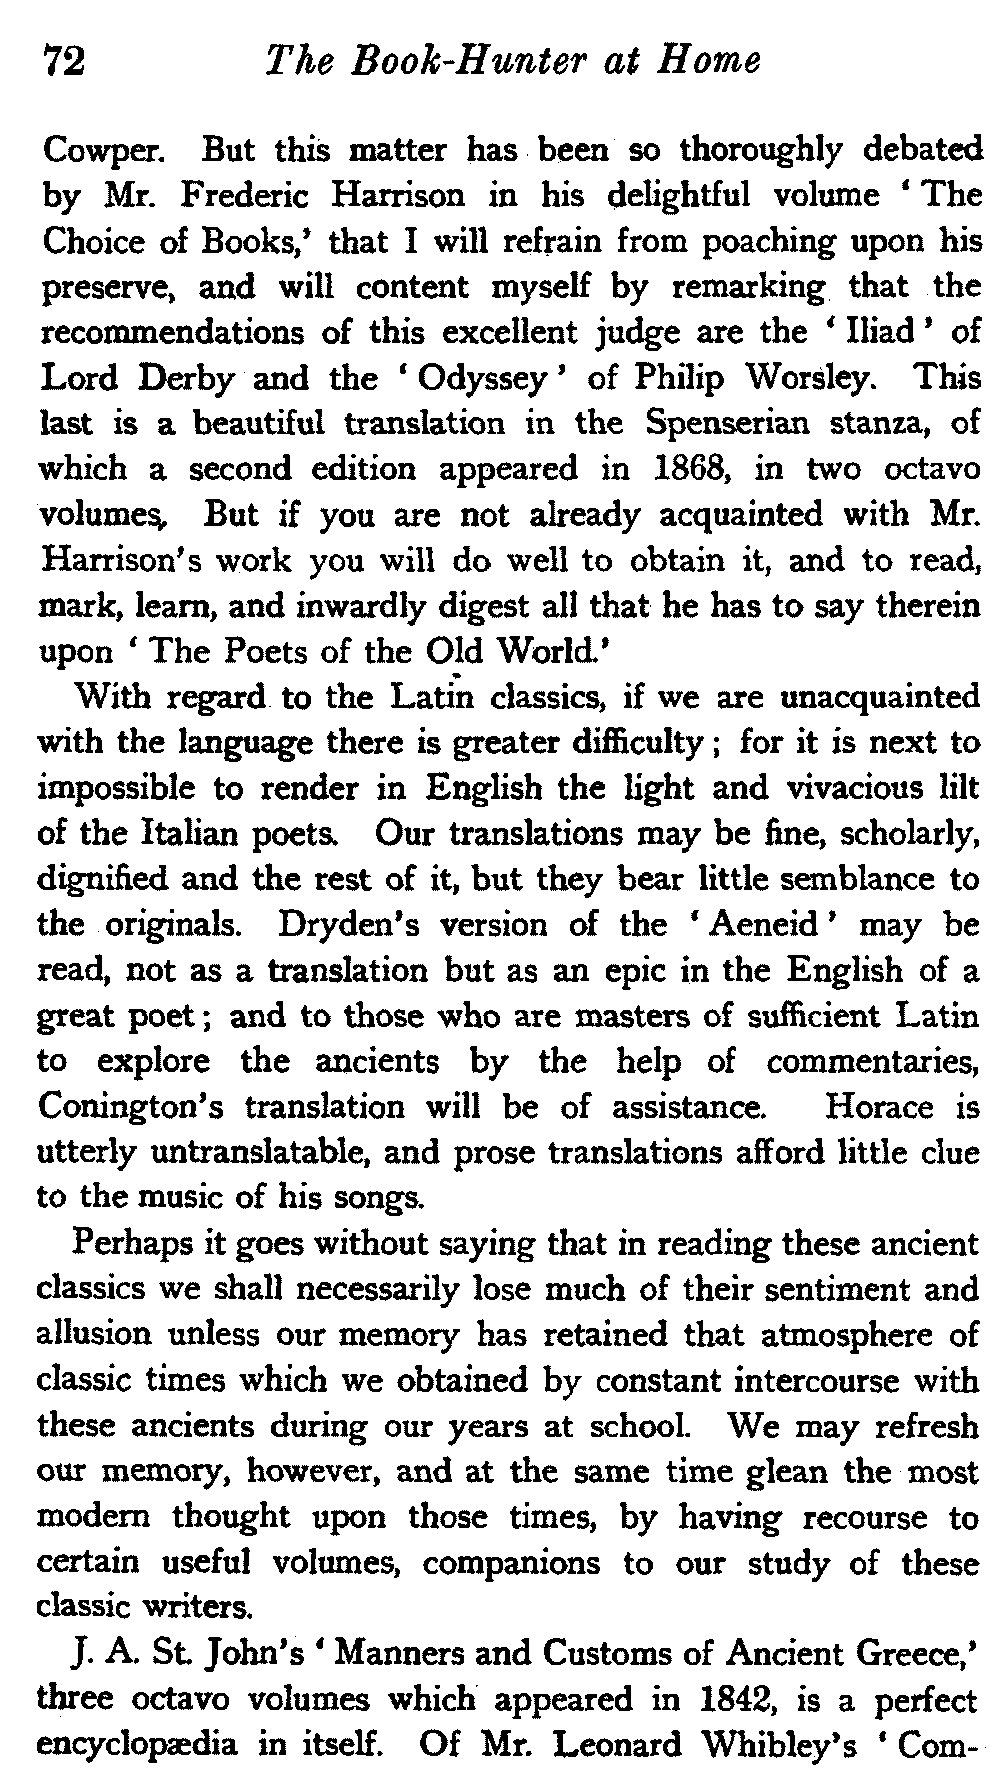 72 The Book-Hunter at Home
Cowper. But this matter has been so thoroughly debated
by Mr. Frederic Harrison in his delightful volume ‘ The
Choice of Books,’ that I will refrain from poaching upon his
preserve, and will content myself by remarking that the
recommendations of this excellent judge are the ‘ Iliad ’ of
Lord Derby and the ‘ Odyssey ’ of Philip Worsley. This
last is a beautiful translation in the Spenserian stanza, of
which a second edition appeared in 1868, in two octavo
volumes. But if you are not already acquainted with Mr.
Harrison’s work you will do well to obtain it, and to read,
mark, learn, and inwardly digest all that he has to say therein
upon ‘ The Poets of the Old World.’
With regard to the Latin classics, if we are unacquainted
with the language there is greater difficulty ; for it is next to
impossible to render in English the light and vivacious lilt
of the Italian poets. Our translations may be fine, scholarly,
dignified and the rest of it, but they bear little semblance to
the originals. Dryden’s version of the ‘ Aeneid ’ may be
read, not as a translation but as an epic in the English of a
great poet ; and to those who are masters of sufficient Latin
to explore the ancients by the help of commentaries,
Conington’s translation will be of assistance. Horace is
utterly untranslatable, and prose translations afford little clue
to the music of his songs.
Perhaps it goes without saying that in reading these ancient
classics we shall necessarily lose much of their sentiment and
allusion unless our memory has retained that atmosphere of
classic times which we obtained by constant intercourse with
these ancients during our years at school. We may refresh
our memory, however, and at the same time glean the most
modern thought upon those times, by having recourse to
certain useful volumes, companions to our study of these
classic writers.
J. A. St. John’s ‘ Manners and Customs of Ancient Greece,’
three octavo volumes which appeared in 1842, is a perfect
encyclopædia in itself. Of Mr. Leonard Whibley’s ‘ Com-